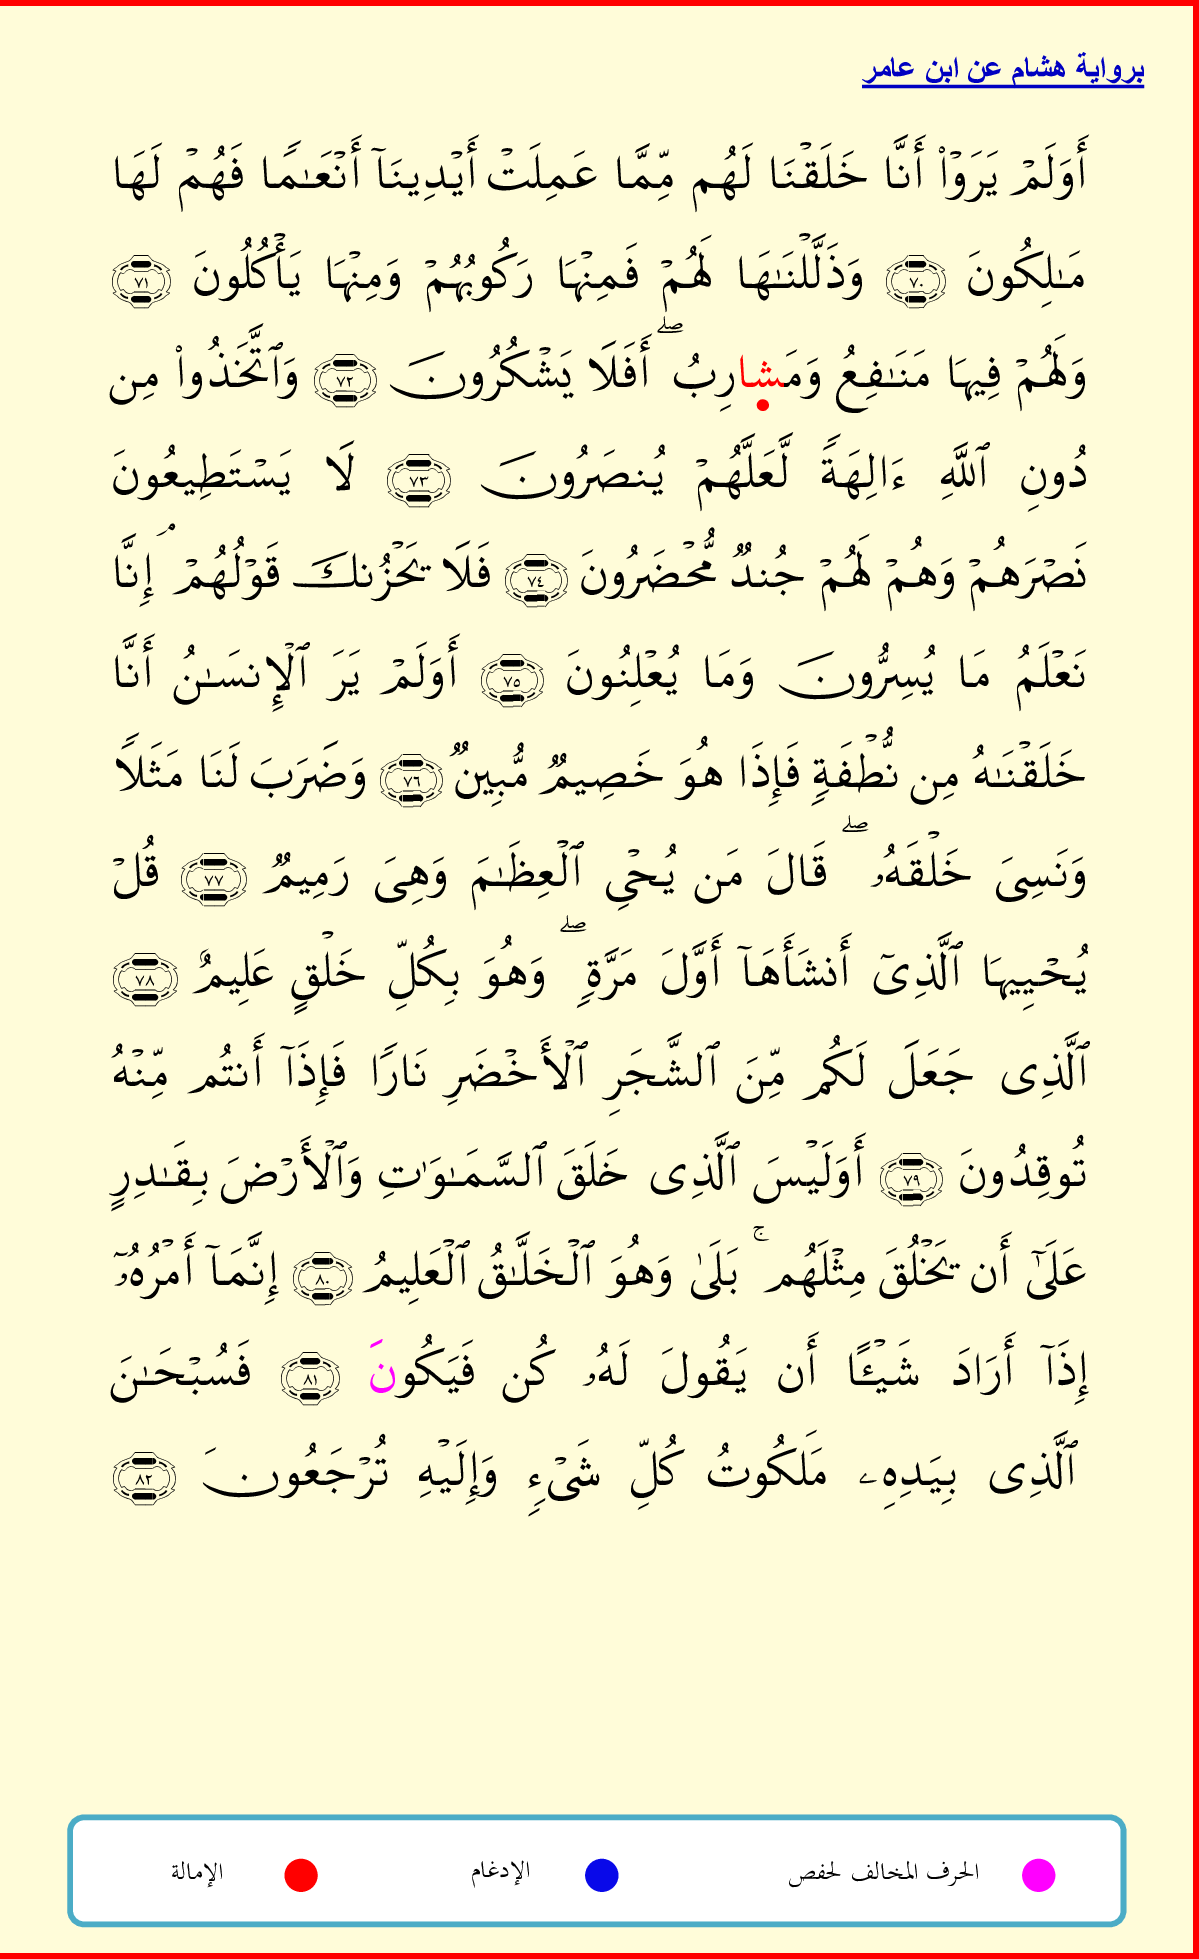 برواية هشام عن ابن عامر
أَوَلَمۡ يَرَوۡاْ أَنَّا خَلَقۡنَا لَهُم مِّمَّا عَمِلَتۡ أَيۡدِينَآ أَنۡعَٰمٗا فَهُمۡ لَهَا
مَٰلِكُونَ ٧٠ وَذَلَّلۡنَٰهَا لَهُمۡ فَمِنۡهَا رَكُوبُهُمۡ وَمِنۡهَا يَأۡكُلُونَ ٧١
وَلَهُمۡ فِيهَا مَنَٰفِعُ وَمَشارِبُۖ أَفَلَا يَشۡكُرُونَ ٧٢ وَٱتَّخَذُواْ مِن
دُونِ ٱللَّهِ ءَالِهَةٗ لَّعَلَّهُمۡ يُنصَرُونَ ٧٣ لَا يَسۡتَطِيعُونَ
نَصۡرَهُمۡ وَهُمۡ لَهُمۡ جُندٞ مُّحۡضَرُونَ ٧٤ فَلَا يَحۡزُنكَ قَوۡلُهُمۡۘ إِنَّا
نَعۡلَمُ مَا يُسِرُّونَ وَمَا يُعۡلِنُونَ ٧٥ أَوَلَمۡ يَرَ ٱلۡإِنسَٰنُ أَنَّا
خَلَقۡنَٰهُ مِن نُّطۡفَةٖ فَإِذَا هُوَ خَصِيمٞ مُّبِينٞ ٧٦ وَضَرَبَ لَنَا مَثَلٗا
وَنَسِيَ خَلۡقَهُۥۖ قَالَ مَن يُحۡيِ ٱلۡعِظَٰمَ وَهِيَ رَمِيمٞ ٧٧ قُلۡ
يُحۡيِيهَا ٱلَّذِيٓ أَنشَأَهَآ أَوَّلَ مَرَّةٖۖ وَهُوَ بِكُلِّ خَلۡقٍ عَلِيمٌ ٧٨
ٱلَّذِي جَعَلَ لَكُم مِّنَ ٱلشَّجَرِ ٱلۡأَخۡضَرِ نَارٗا فَإِذَآ أَنتُم مِّنۡهُ
تُوقِدُونَ ٧٩ أَوَلَيۡسَ ٱلَّذِي خَلَقَ ٱلسَّمَٰوَٰتِ وَٱلۡأَرۡضَ بِقَٰدِرٍ
عَلَىٰٓ أَن يَخۡلُقَ مِثۡلَهُمۚ بَلَىٰ وَهُوَ ٱلۡخَلَّٰقُ ٱلۡعَلِيمُ ٨٠ إِنَّمَآ أَمۡرُهُۥٓ
إِذَآ أَرَادَ شَيۡـًٔا أَن يَقُولَ لَهُۥ كُن فَيَكُونَ ٨١ فَسُبۡحَٰنَ
ٱلَّذِي بِيَدِهِۦ مَلَكُوتُ كُلِّ شَيۡءٖ وَإِلَيۡهِ تُرۡجَعُونَ ٨٢
الحرف المخالف لحفص الإدغام الإمالة